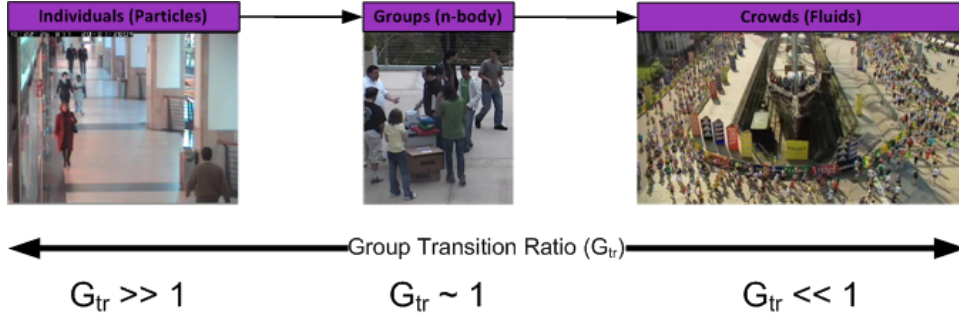 Individuals (Particles)
Groups (n-body)
Crowds (Fluids)
Group Transition Ratio (Gtr)
Gtr >> 1
Gtr ~ 1
Gtr << 1